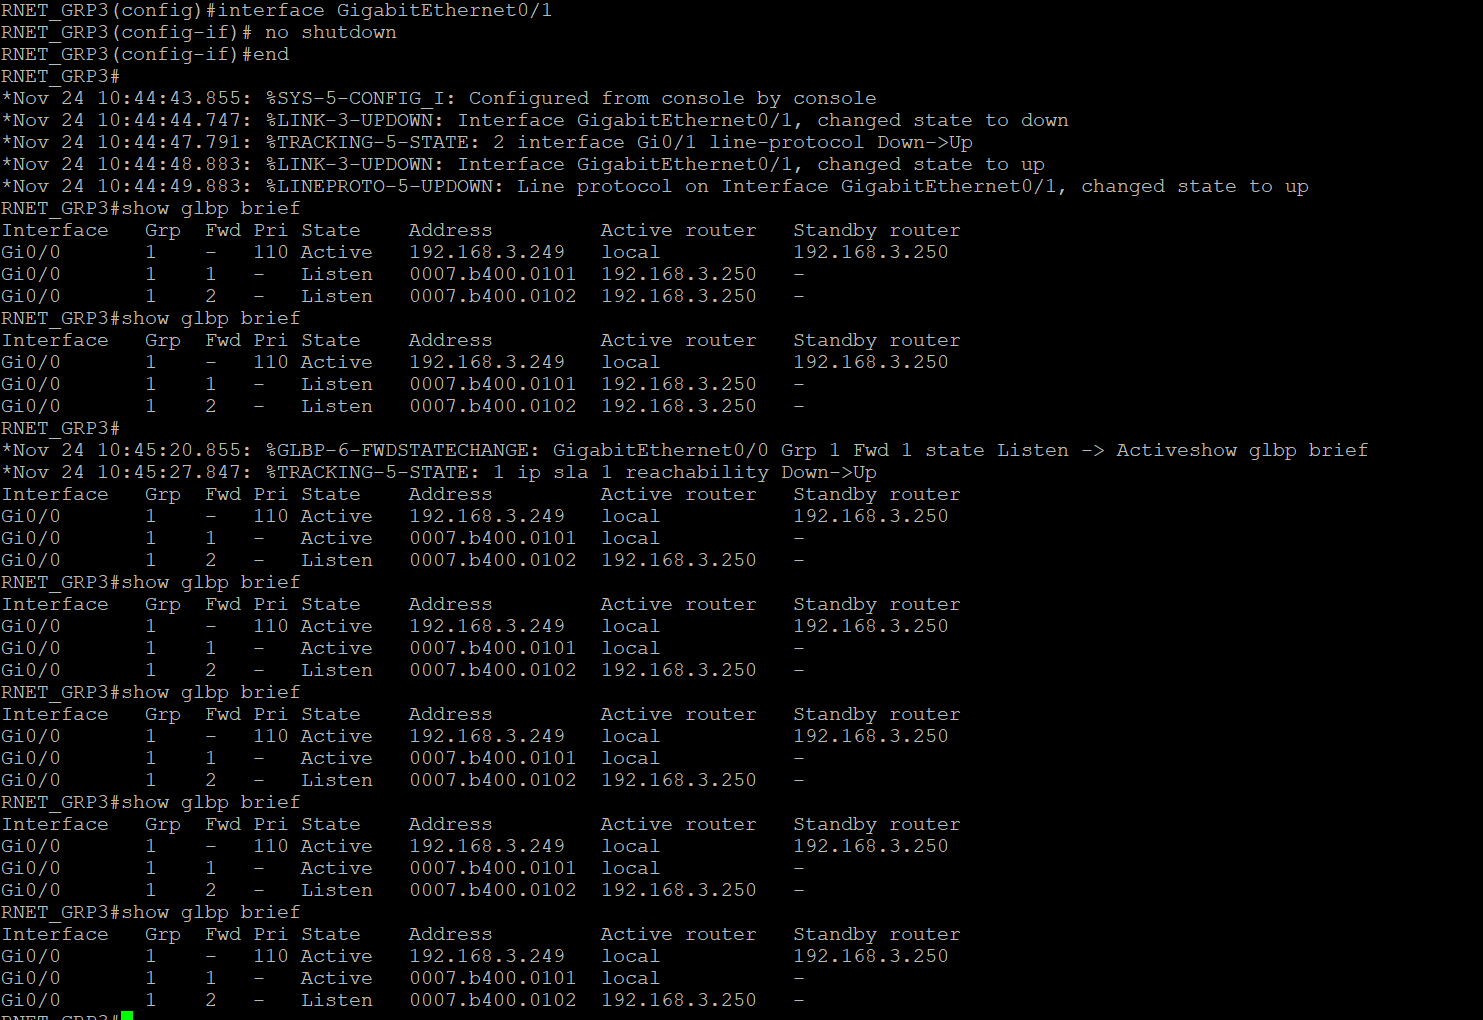 RNET_GRP3(config)#interface GigabitEthernet0/1
RNET_GRP3(config-if)# no shutdown
RNET_GRP3(config-if)#end
RNET_GRP3#
*Nov 24 10:44:43.855: %SYS-5-CONFIG_I: Configured from console by console
*Nov 24 10:44:44.747: %LINK-3-UPDOWN: Interface GigabitEthernet0/1, changed state to down
*Nov 24 10:44:47.791: %TRACKING-5-STATE: 2 interface Gi0/1 line-protocol Down->Up
*Nov 24 10:44:48.883: %LINK-3-UPDOWN: Interface GigabitEthernet0/1, changed state to up
*Nov 24 10:44:49.883: %LINEPROTO-5-UPDOWN: Line protocol on Interface GigabitEthernet0/1, changed state to up
RNET_GRP3#show glbp brief
Interface   Grp  Fwd Pri State    Address         Active router   Standby router
Gi0/0       1    -   110 Active   192.168.3.249   local           192.168.3.250
Gi0/0       1    1   -   Listen   0007.b400.0101  192.168.3.250   -
Gi0/0       1    2   -   Listen   0007.b400.0102  192.168.3.250   -
RNET_GRP3#show glbp brief
Interface   Grp  Fwd Pri State    Address         Active router   Standby router
Gi0/0       1    -   110 Active   192.168.3.249   local           192.168.3.250
Gi0/0       1    1   -   Listen   0007.b400.0101  192.168.3.250   -
Gi0/0       1    2   -   Listen   0007.b400.0102  192.168.3.250   -
RNET_GRP3#
*Nov 24 10:45:20.855: %GLBP-6-FWDSTATECHANGE: GigabitEthernet0/0 Grp 1 Fwd 1 state Listen -> Activeshow glbp brief
*Nov 24 10:45:27.847: %TRACKING-5-STATE: 1 ip sla 1 reachability Down->Up
Interface   Grp  Fwd Pri State    Address         Active router   Standby router
Gi0/0       1    -   110 Active   192.168.3.249   local           192.168.3.250
Gi0/0       1    1   -   Active   0007.b400.0101  local           -
Gi0/0       1    2   -   Listen   0007.b400.0102  192.168.3.250   -
RNET_GRP3#show glbp brief
Interface   Grp  Fwd Pri State    Address         Active router   Standby router
Gi0/0       1    -   110 Active   192.168.3.249   local           192.168.3.250
Gi0/0       1    1   -   Active   0007.b400.0101  local           -
Gi0/0       1    2   -   Listen   0007.b400.0102  192.168.3.250   -
RNET_GRP3#show glbp brief
Interface   Grp  Fwd Pri State    Address         Active router   Standby router
Gi0/0       1    -   110 Active   192.168.3.249   local           192.168.3.250
Gi0/0       1    1   -   Active   0007.b400.0101  local           -
Gi0/0       1    2   -   Listen   0007.b400.0102  192.168.3.250   -
RNET_GRP3#show glbp brief
Interface   Grp  Fwd Pri State    Address         Active router   Standby router
Gi0/0       1    -   110 Active   192.168.3.249   local           192.168.3.250
Gi0/0       1    1   -   Active   0007.b400.0101  local           -
Gi0/0       1    2   -   Listen   0007.b400.0102  192.168.3.250   -
RNET_GRP3#show glbp brief
Interface   Grp  Fwd Pri State    Address         Active router   Standby router
Gi0/0       1    -   110 Active   192.168.3.249   local           192.168.3.250
Gi0/0       1    1   -   Active   0007.b400.0101  local           -
Gi0/0       1    2   -   Listen   0007.b400.0102  192.168.3.250   -
RNET_GRP3#